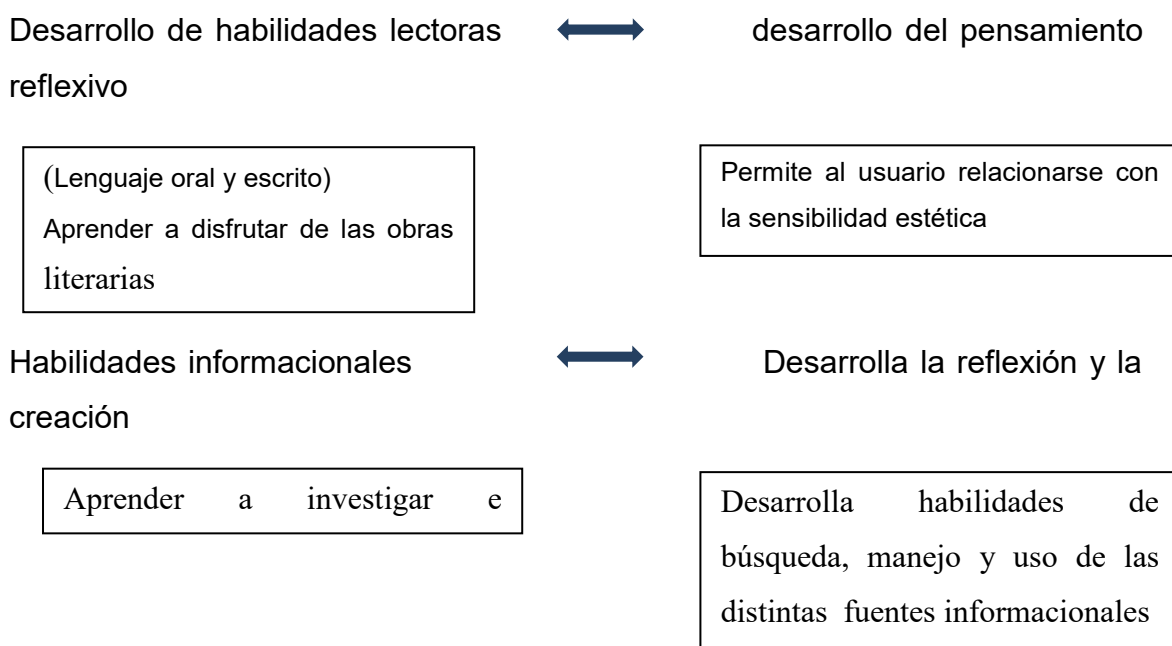 Desarrollo de habilidades lectoras desarrollo del pensamiento
reflexivo
(Lenguaje oral y escrito)
Aprender a disfrutar de las obras
literarias
Permite al usuario relacionarse con
la sensibilidad estética
Habilidades informacionales Desarrolla la reflexión y la
creación
Aprender a investigar e
Desarrolla habilidades de
búsqueda, manejo y uso de las
distintas fuentes informacionales